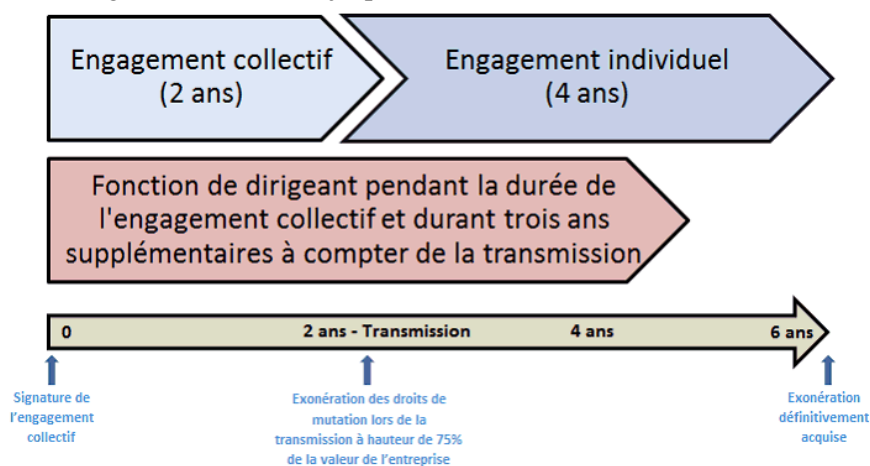 Engagement collectif
(2 ans)
Engagement individuel
(4 ans)
Fonction de dirigeant pendant la durée de
l'engagement collectif et durant trois ans
supplémentaires à compter de la transmission
0
2 ans - Transmission
4 ans
6 ans
Signature de
l'engagement
collectif
Exonération des droits de
mutation lors de la
transmission à hauteur de 75%
de la valeur de l'entreprise
Exonération
définitivement
acquise